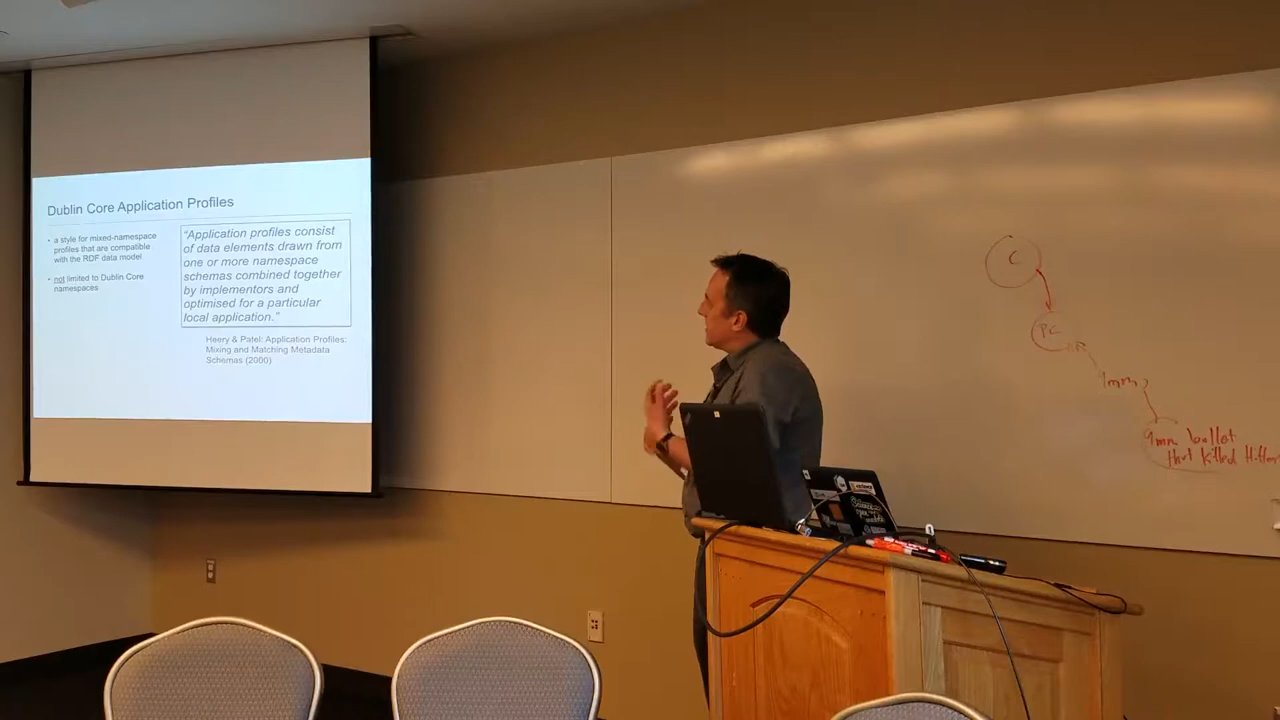 Dublin Core Application Profiles
• a style for mixed-namespace
profiles that are compatible
with the RDF data model
• not limited to Dublin Core
namespaces
“Application profiles consist
of data elements drawn from
one or more namespace
schemas combined together
by implementors and
optimised for a particular
local application.”
Heery & Patel: Application Profiles:
Mixing and Matching Metadata
Schemas (2000)
C
PC
9mm
9mm bullet
that killed Hitler